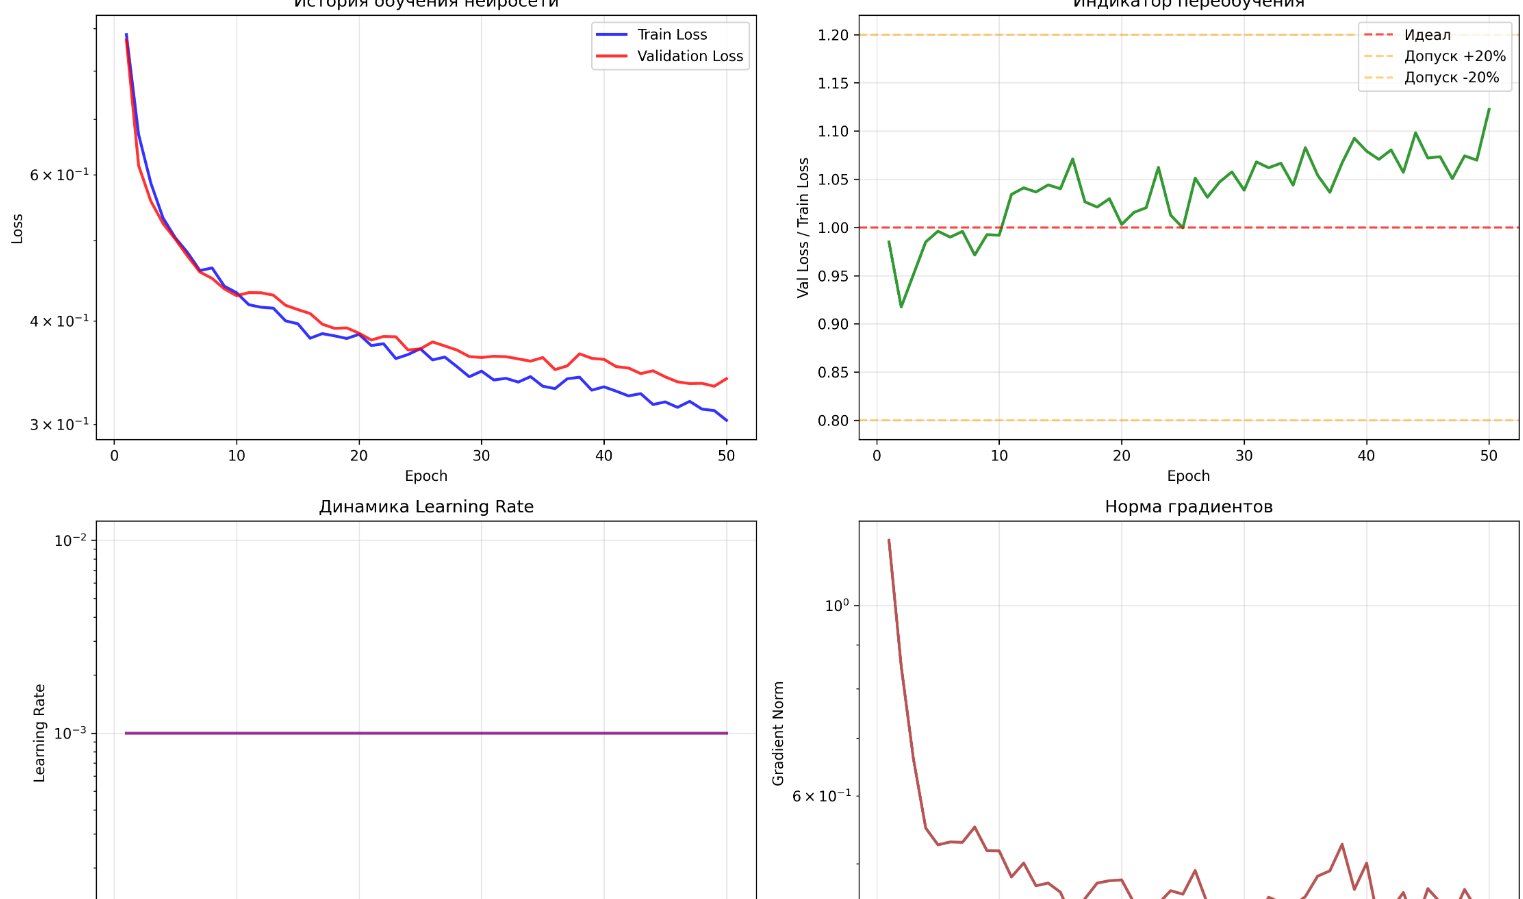 История обучения нейросети
Train Loss
Validation Loss
6 × 10⁻¹
4 × 10⁻¹
3 × 10⁻¹
Loss
0 10 20 30 40 50
Epoch
Индикатор переобучения
Идеал
Допуск +20%
Допуск -20%
1.20
1.15
1.10
1.05
1.00
0.95
0.90
0.85
0.80
Val Loss / Train Loss
0 10 20 30 40 50
Epoch
Динамика Learning Rate
10⁻²
10⁻³
Learning Rate
Норма градиентов
10⁰
6 × 10⁻¹
Gradient Norm